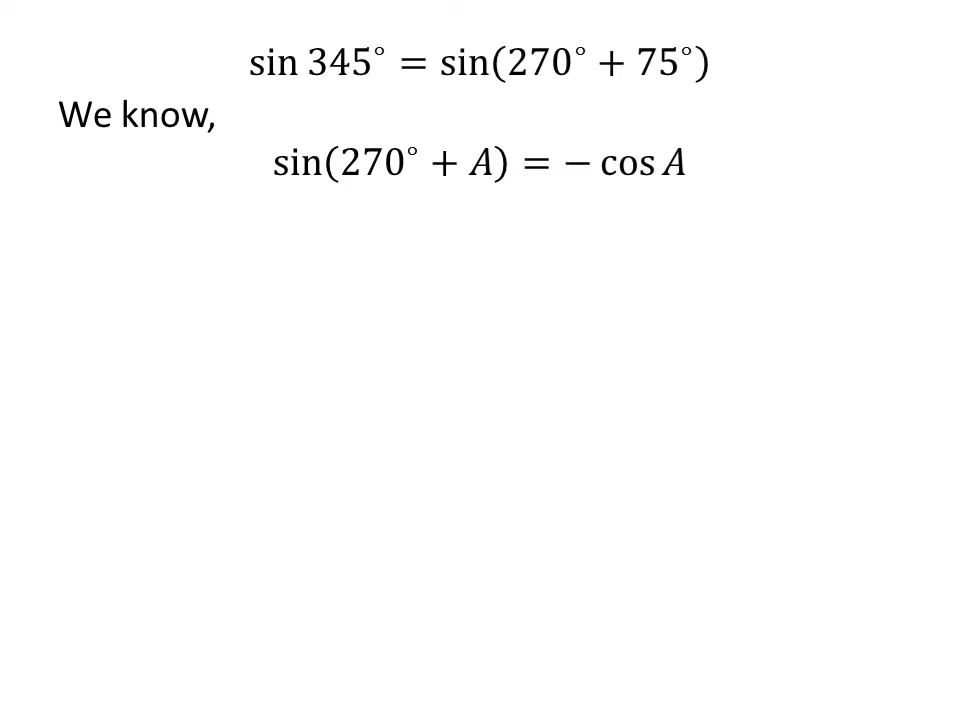 sin 345° = sin(270° + 75°)
We know,
sin(270° + A) = − cos A